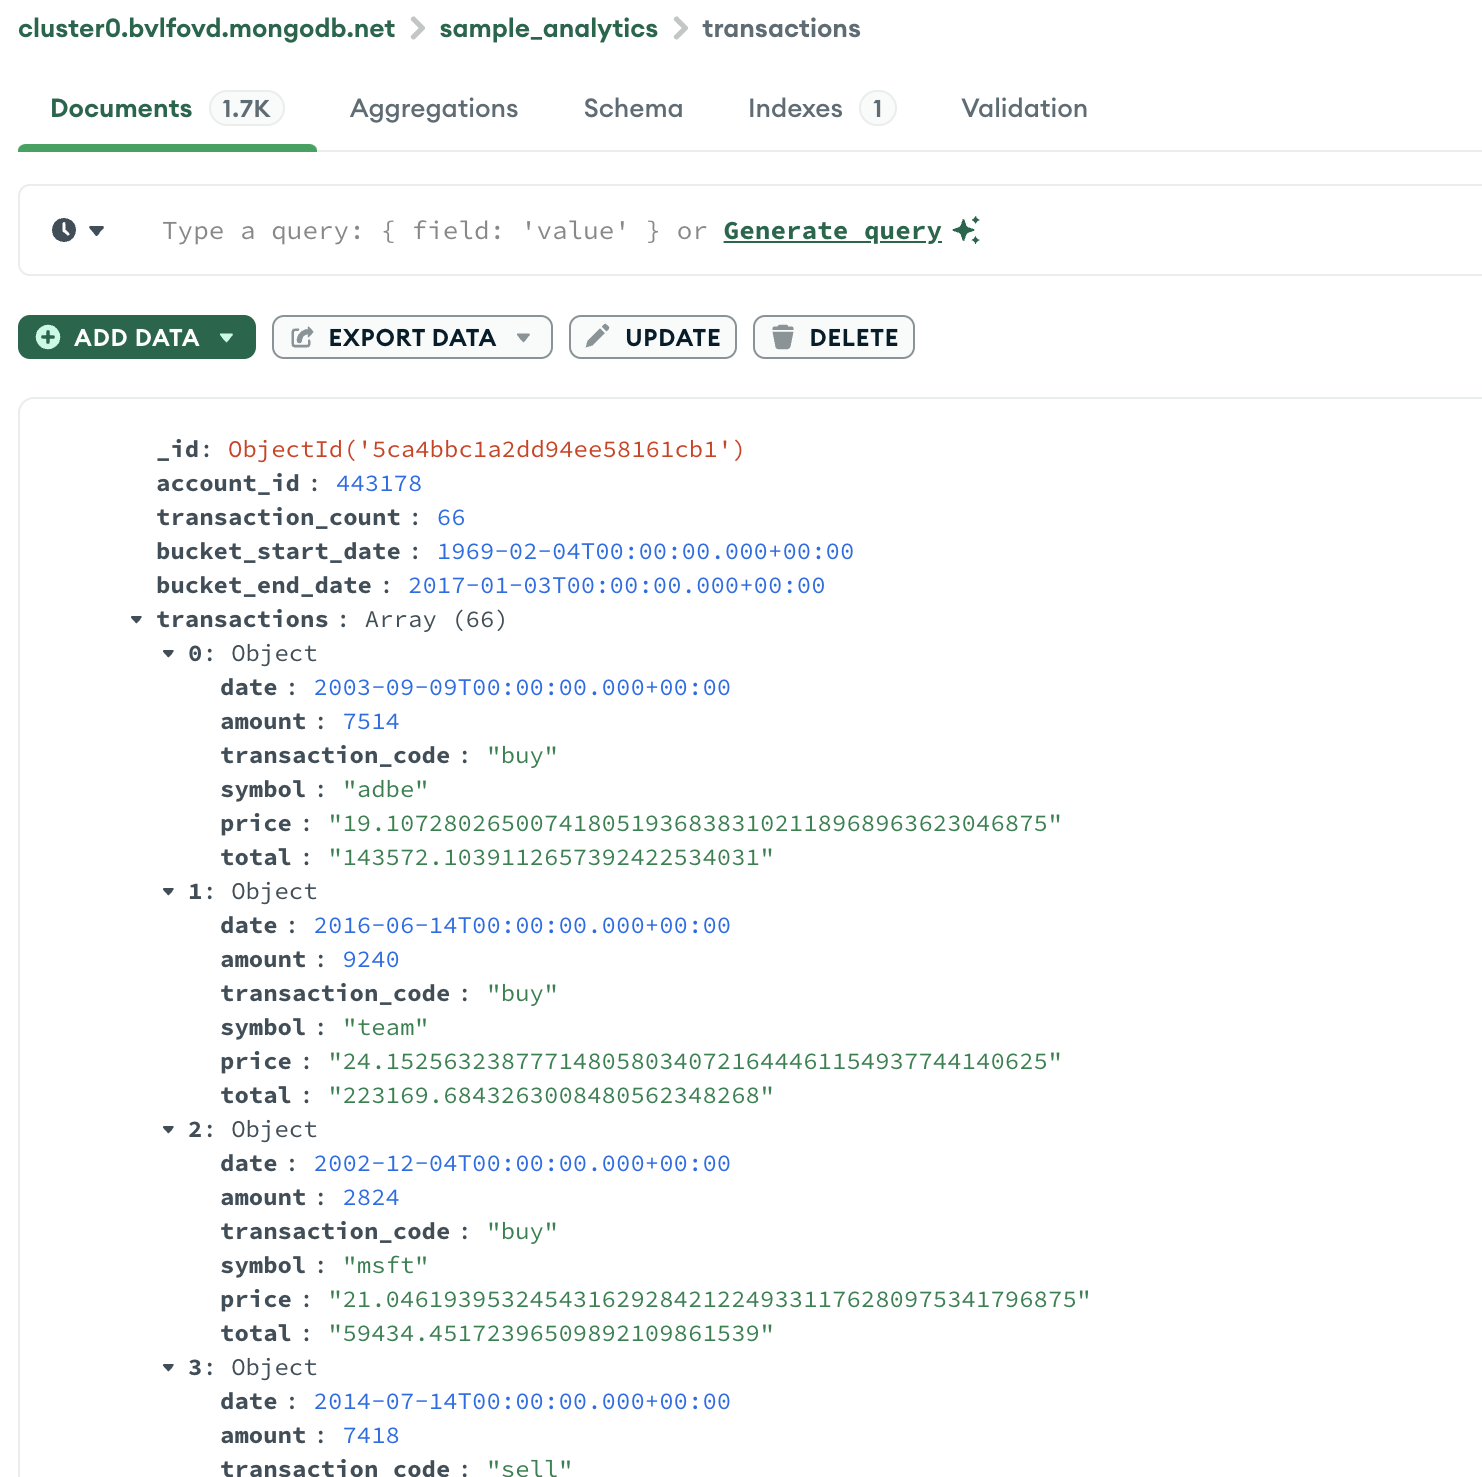 cluster0.bvlfovd.mongodb.net > sample_analytics > transactions
Documents 1.7K Aggregations Schema Indexes 1 Validation
Type a query: { field: 'value' } or Generate query
ADD DATA EXPORT DATA UPDATE DELETE
_id: ObjectId('5ca4bbc1a2dd94ee58161cb1')
account_id : 443178
transaction_count : 66
bucket_start_date : 1969-02-04T00:00:00.000+00:00
bucket_end_date : 2017-01-03T00:00:00.000+00:00
transactions : Array (66)
0: Object
date : 2003-09-09T00:00:00.000+00:00
amount : 7514
transaction_code : "buy"
symbol : "adbe"
price : "19.1072802650074180519368383102118968963623046875"
total : "143572.1039112657392422534031"
1: Object
date : 2016-06-14T00:00:00.000+00:00
amount : 9240
transaction_code : "buy"
symbol : "team"
price : "24.1525632387771480580340721644461154937744140625"
total : "223169.6843263008480562348268"
2: Object
date : 2002-12-04T00:00:00.000+00:00
amount : 2824
transaction_code : "buy"
symbol : "msft"
price : "21.046193953245431629284212249331176280975341796875"
total : "59434.45172396509892109861539"
3: Object
date : 2014-07-14T00:00:00.000+00:00
amount : 7418
transaction_code : "sell"